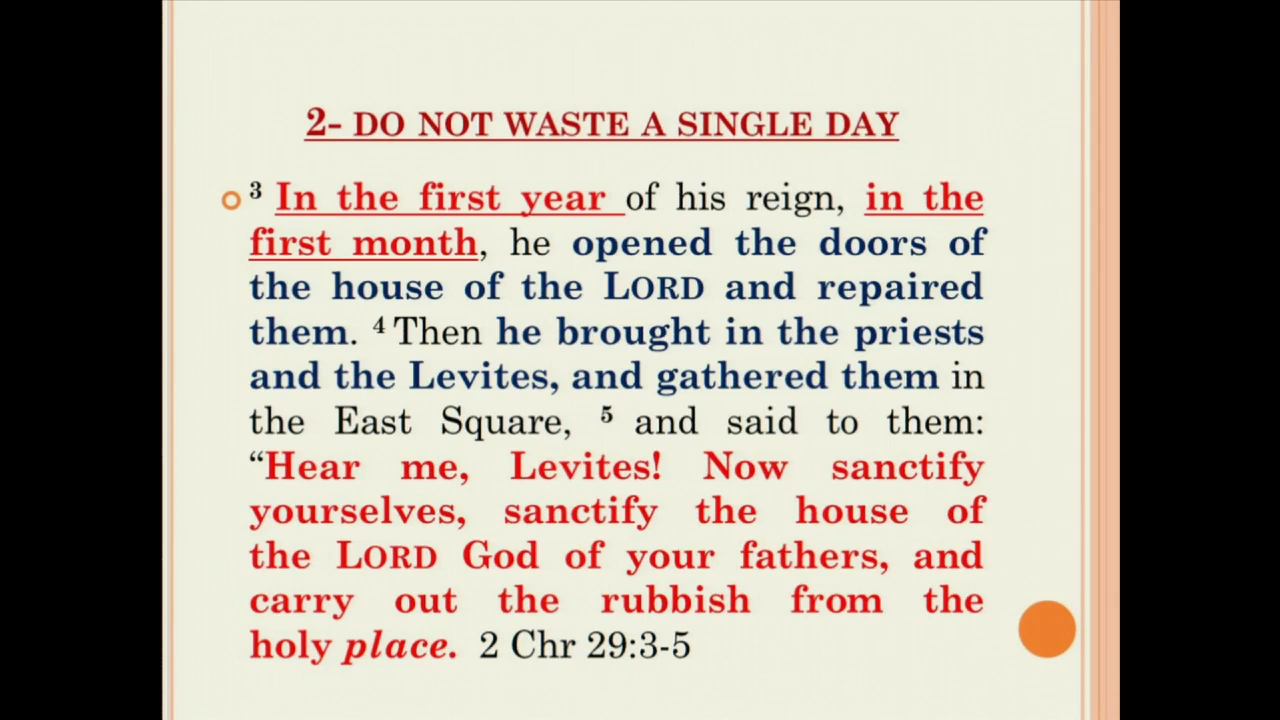 2- DO NOT WASTE A SINGLE DAY
³ In the first year of his reign, in the
first month, he opened the doors of
the house of the LORD and repaired
them. ⁴ Then he brought in the priests
and the Levites, and gathered them in
the East Square, ⁵ and said to them:
“Hear me, Levites! Now sanctify
yourselves, sanctify the house of
the LORD God of your fathers, and
carry out the rubbish from the
holy place. 2 Chr 29:3-5